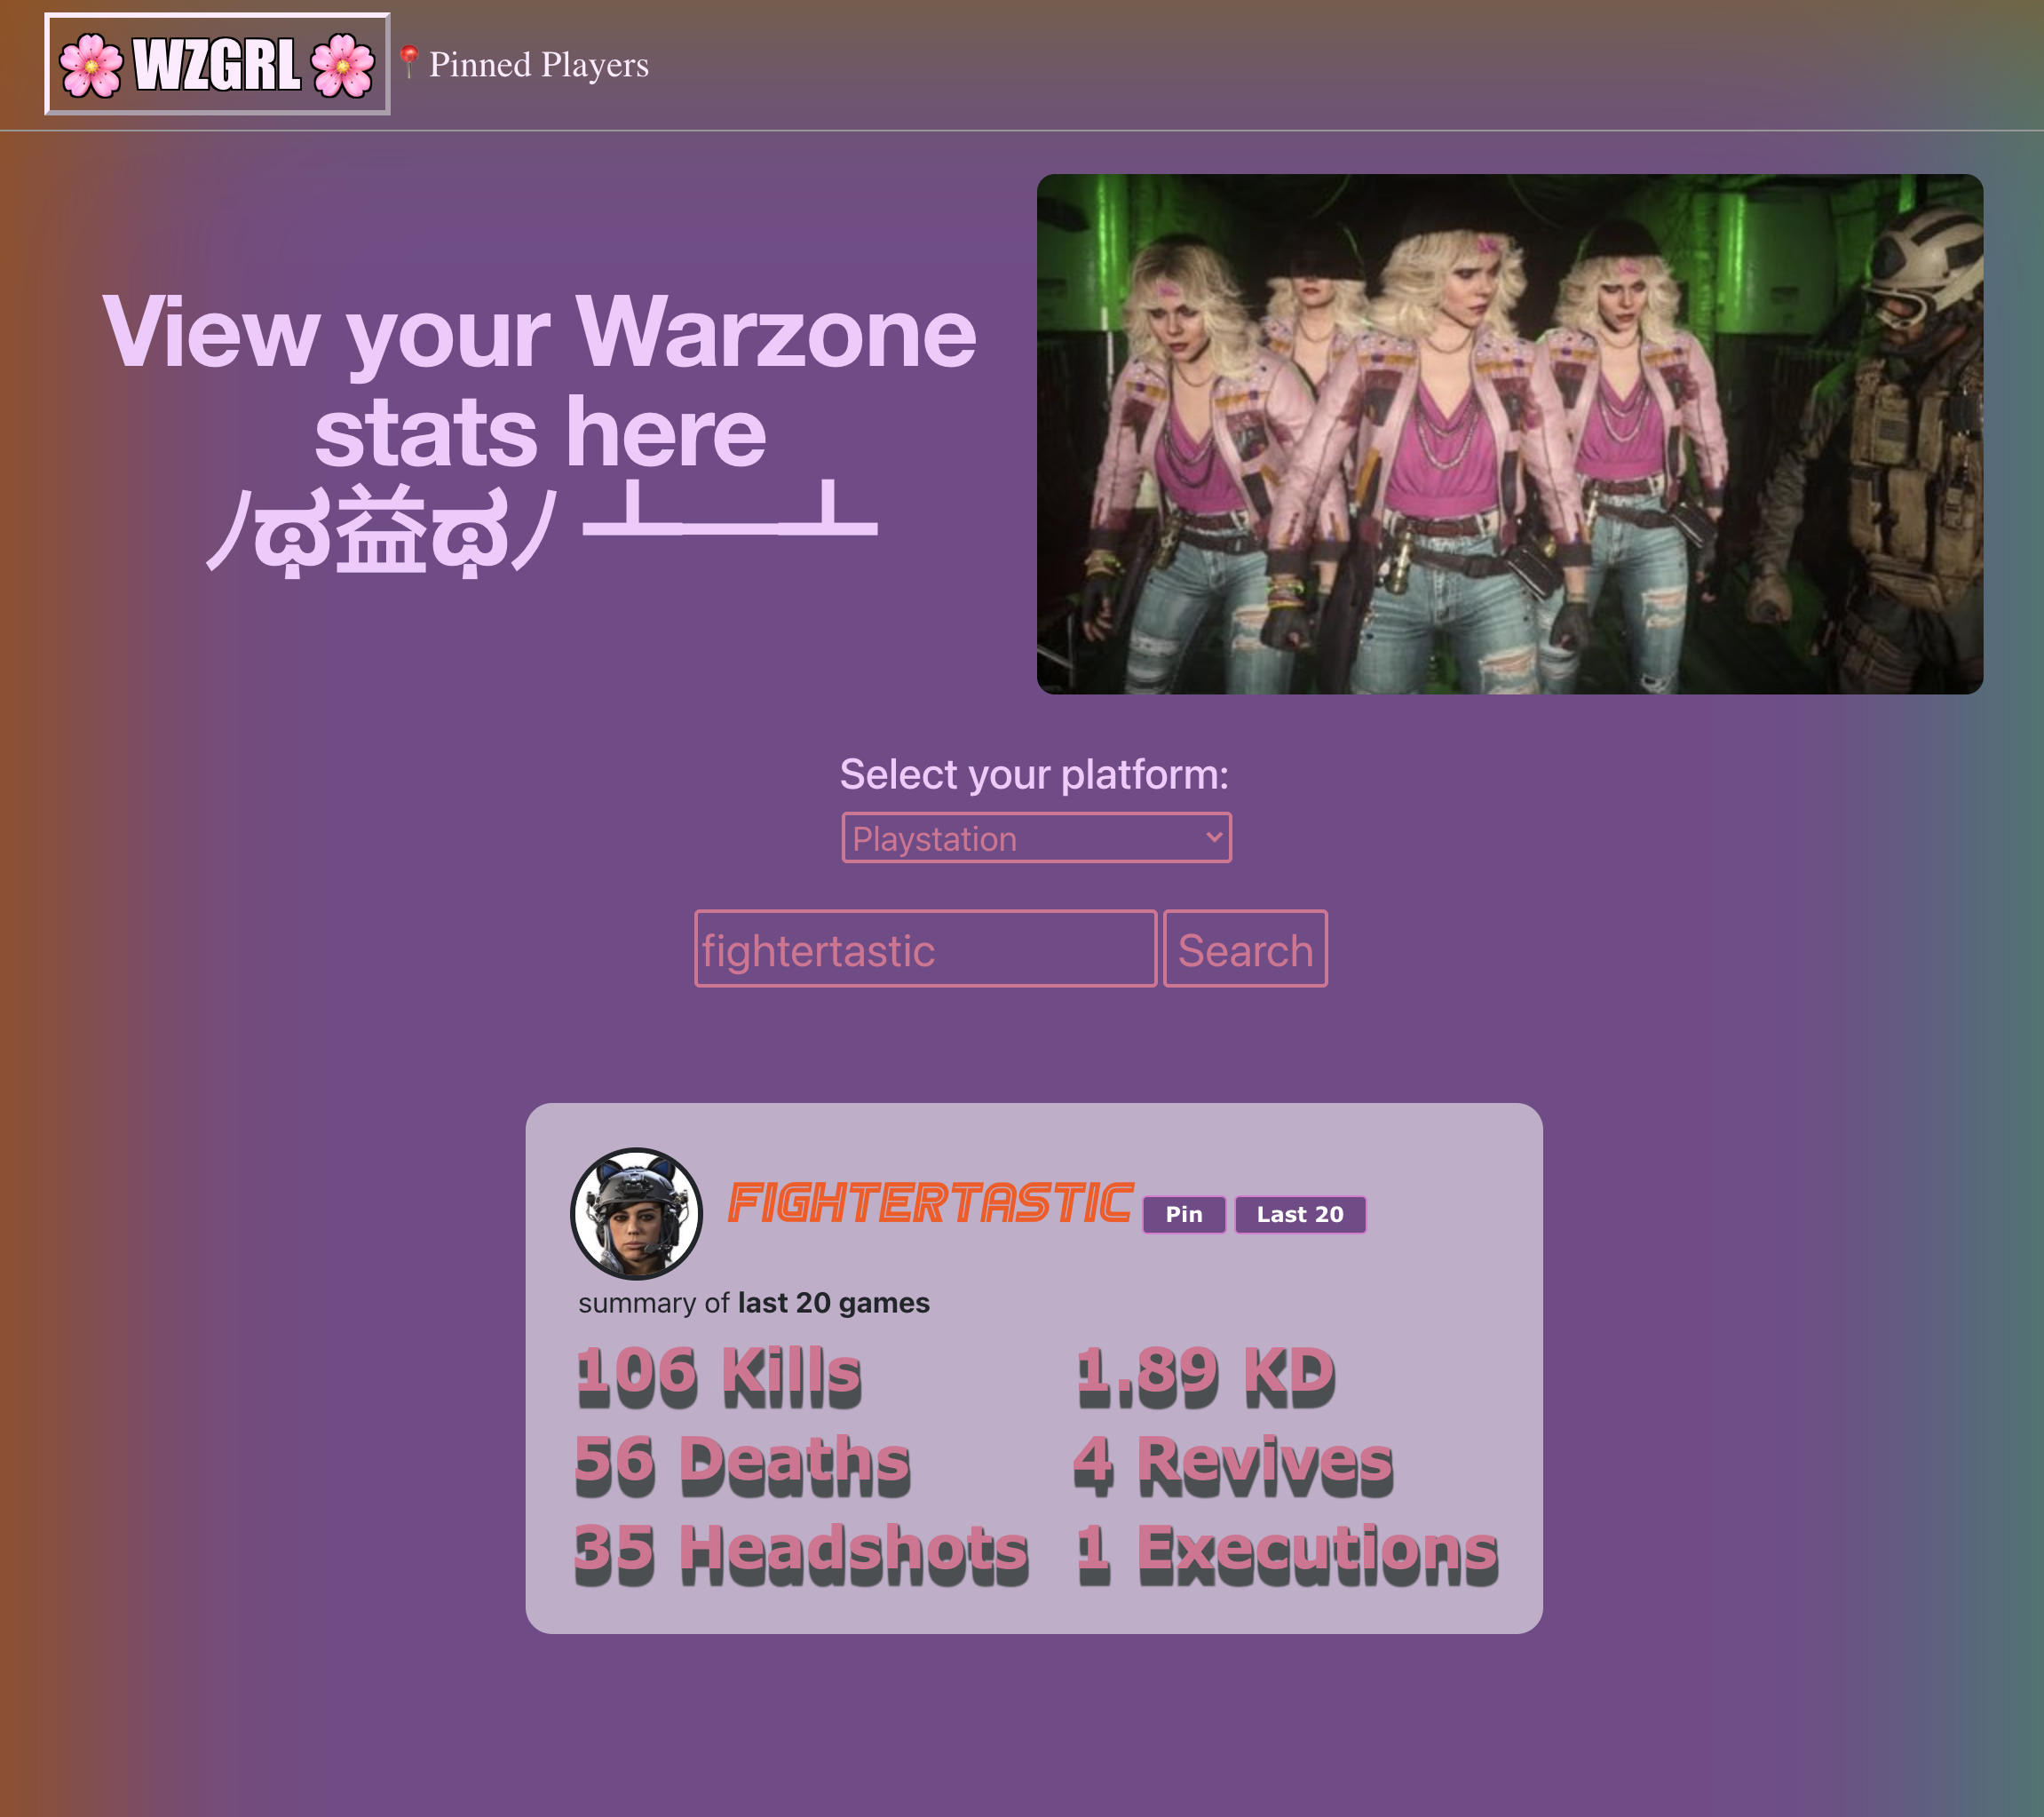 🌸 WZGRL 🌸
📍 Pinned Players
View your Warzone
stats here
ノಥ益ಥノ ┻━┻
Select your platform:
Playstation
fightertastic
Search
FIGHTERTASTIC
Pin
Last 20
summary of last 20 games
106 Kills
1.89 KD
56 Deaths
4 Revives
35 Headshots
1 Executions